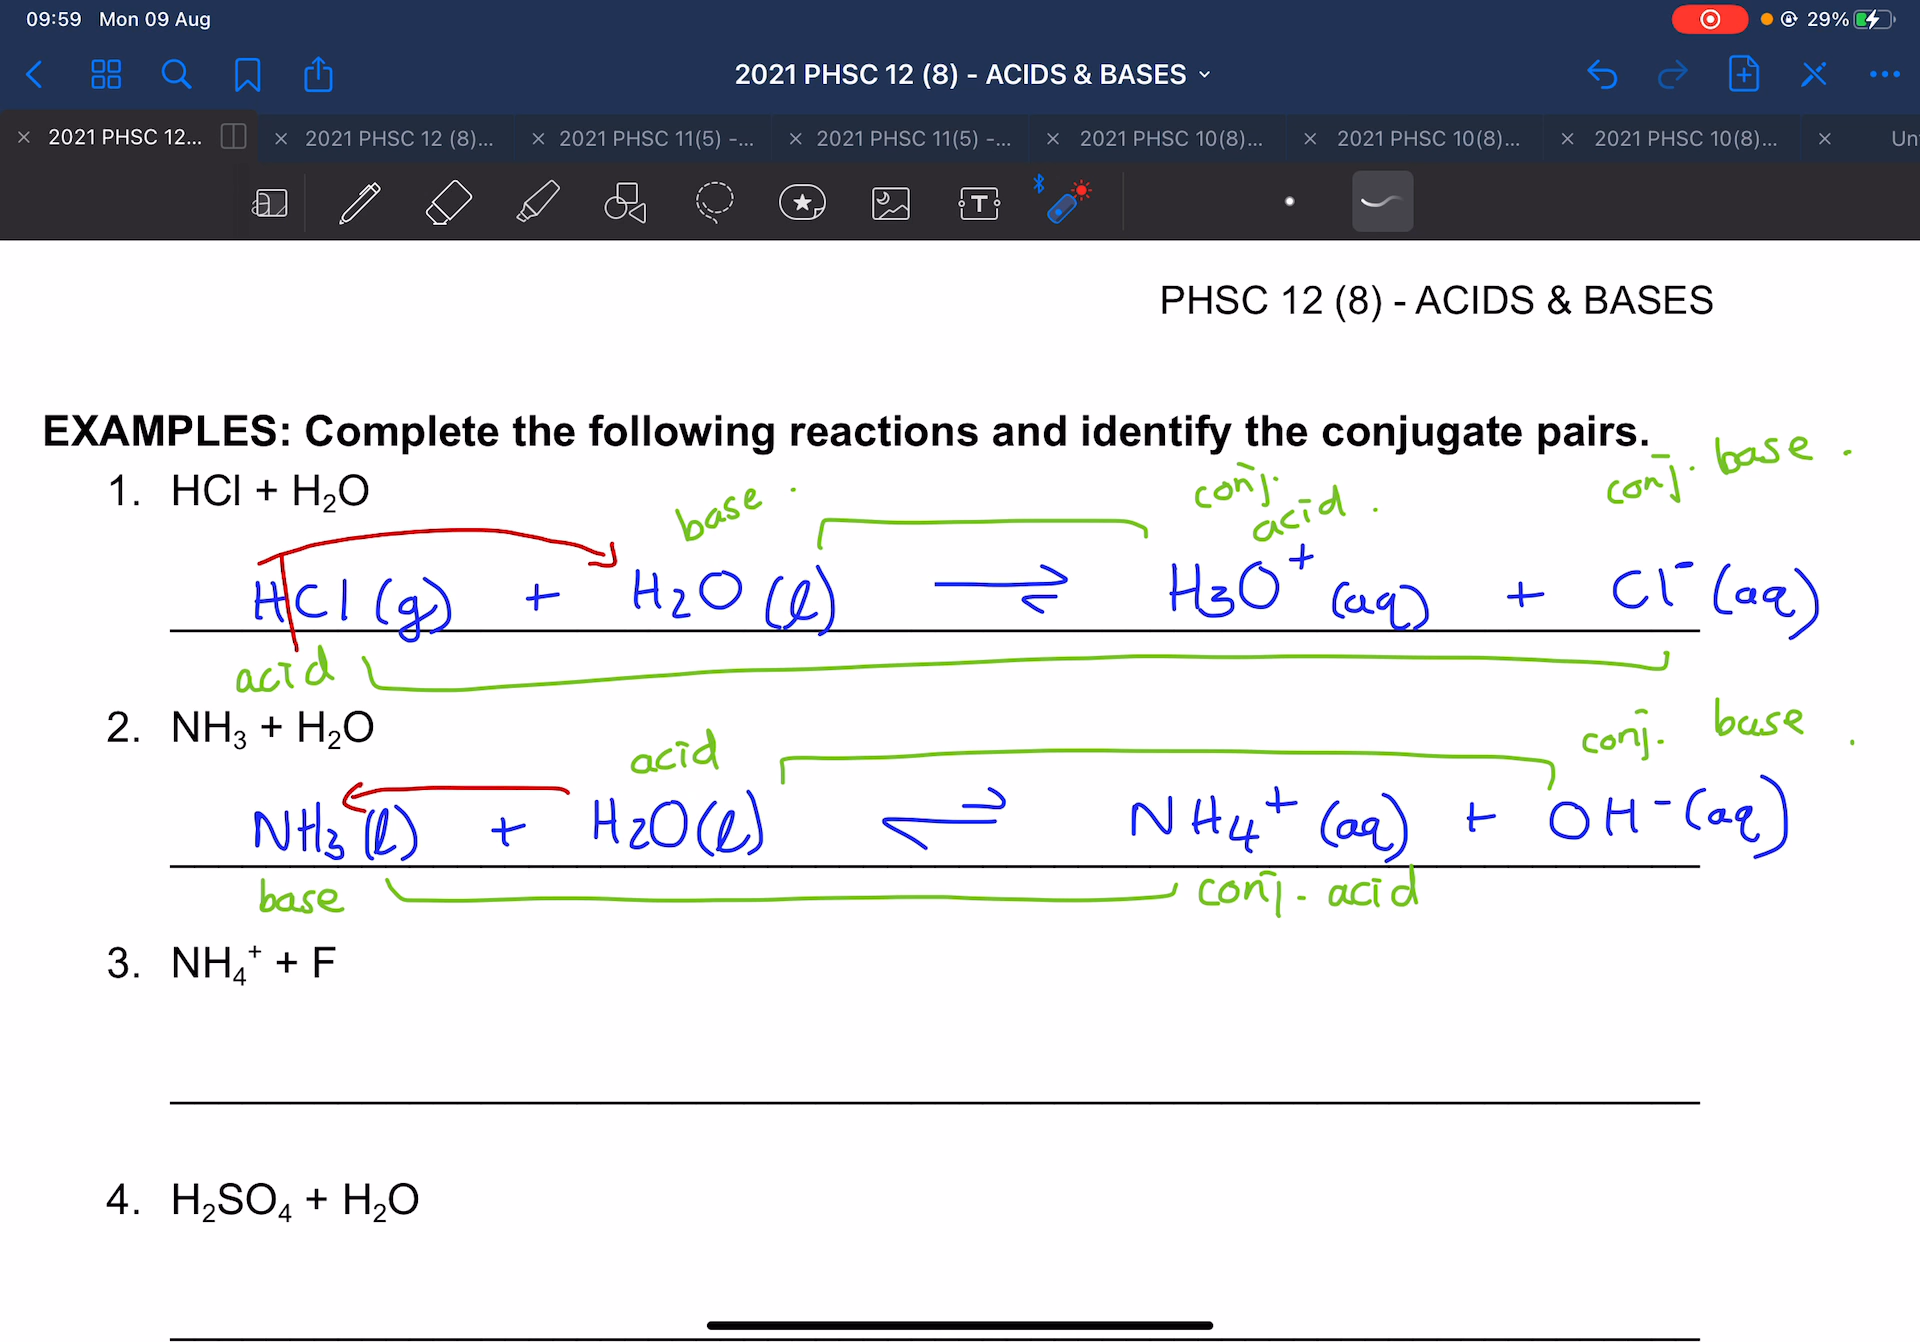 09:59 Mon 09 Aug
29%
2021 PHSC 12 (8) - ACIDS & BASES
2021 PHSC 12... 2021 PHSC 12 (8)... 2021 PHSC 11(5) -... 2021 PHSC 11(5) -... 2021 PHSC 10(8)... 2021 PHSC 10(8)... 2021 PHSC 10(8)... Un
PHSC 12 (8) - ACIDS & BASES
EXAMPLES: Complete the following reactions and identify the conjugate pairs.
1. HCl + H₂O
base. conj. acid. conj. base.
HCl (g) + H₂O (l) ⇌ H₃O⁺ (aq) + Cl⁻ (aq)
acid
2. NH₃ + H₂O
acid conj. base.
NH₃ (l) + H₂O (l) ⇌ NH₄⁺ (aq) + OH⁻ (aq)
base conj. acid
3. NH₄⁺ + F
4. H₂SO₄ + H₂O